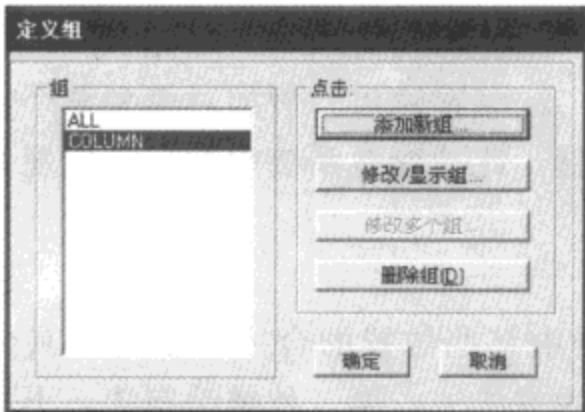 定义组
组
ALL
COLUMN
点击:
添加新组...
修改/显示组...
修改多个组...
删除组(D)
确定
取消